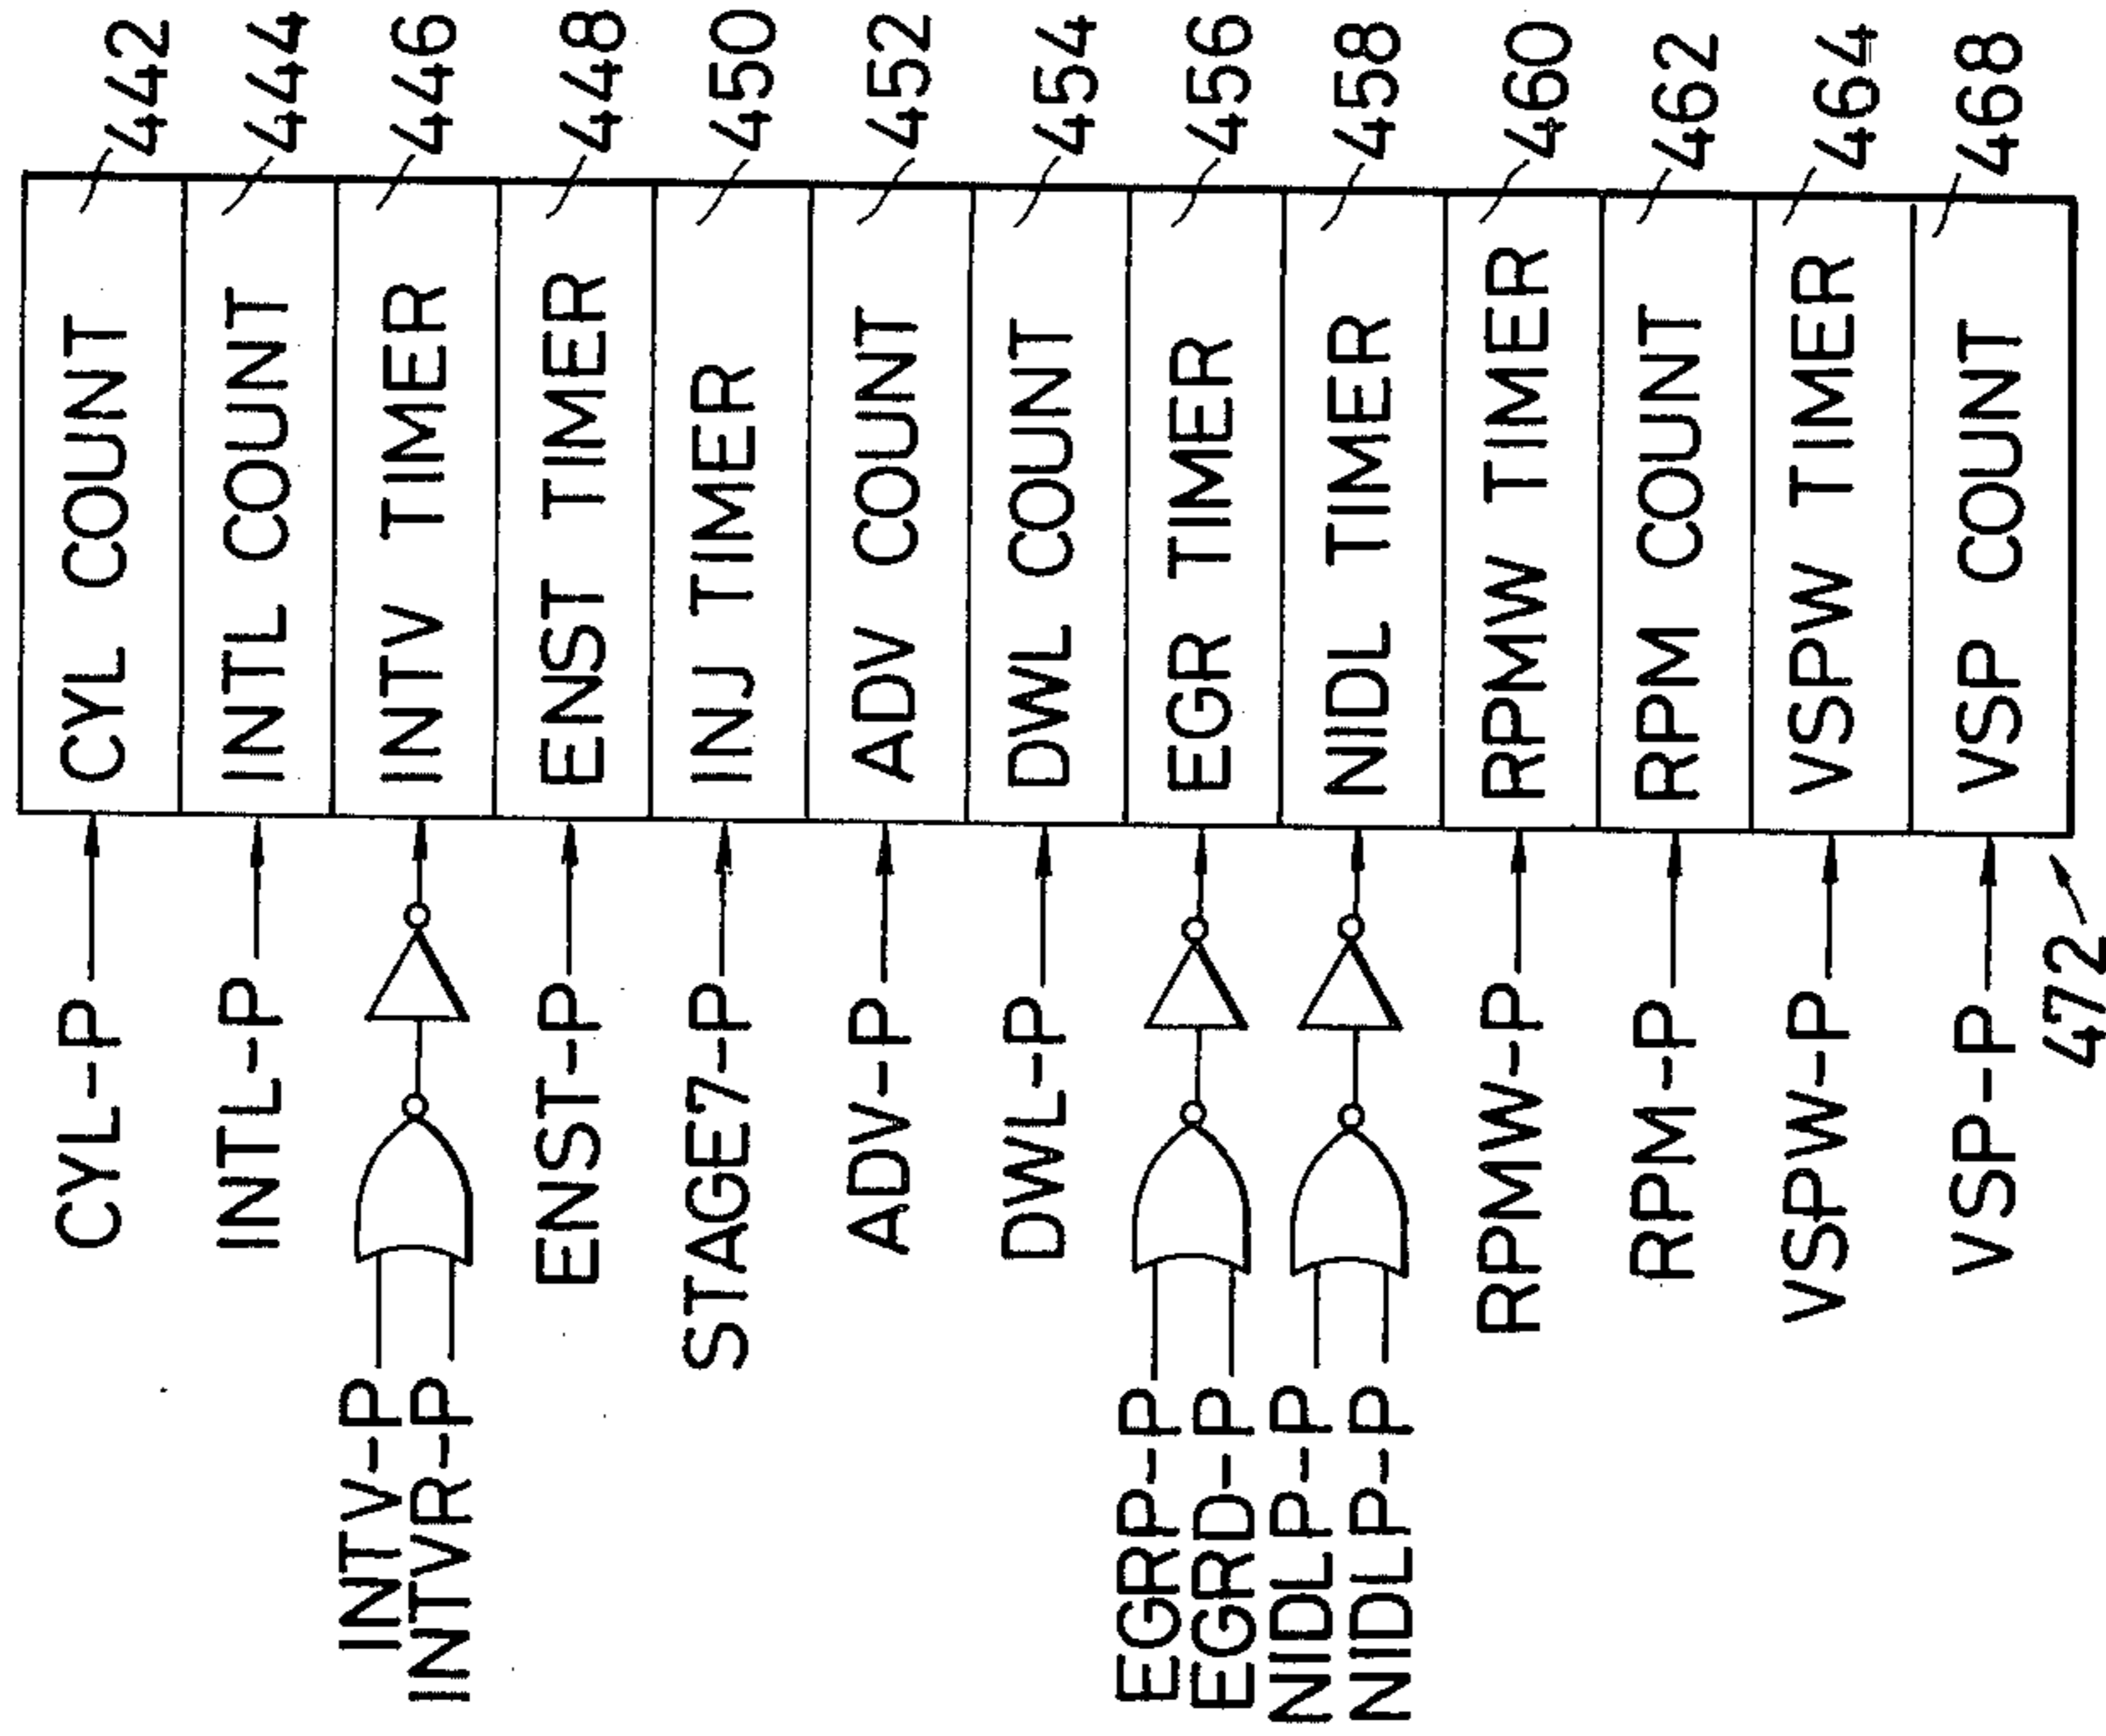 CYL-P CYL COUNT 442
INTL-P INTL COUNT 444
INTV-P
INTVR-P
INTV TIMER 446
ENST-P ENST TIMER 448
STAGE7-P INJ TIMER 450
ADV-P ADV COUNT 452
DWL-P DWL COUNT 454
EGRP-P
EGRD-P
EGR TIMER 456
NIDLP-P
NIDLP-P
NIDL TIMER 458
RPMW-P RPMW TIMER 460
RPM-P RPM COUNT 462
VSPW-P VSPW TIMER 464
VSP-P VSP COUNT 468
472